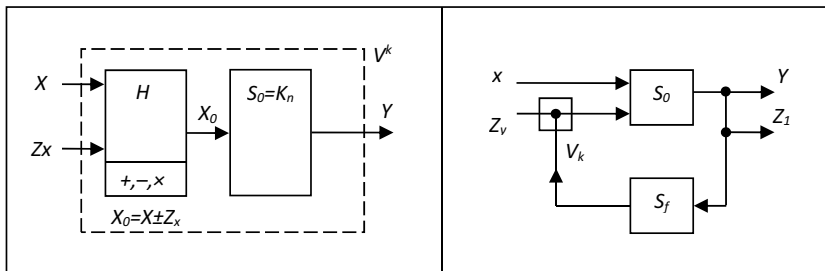 V^k
X
H
S₀=Kₙ
X₀
Y
Zx
+,–,×
X₀=X±Zₓ
x
S₀
Y
Zᵥ
Z₁
Vₖ
S_f